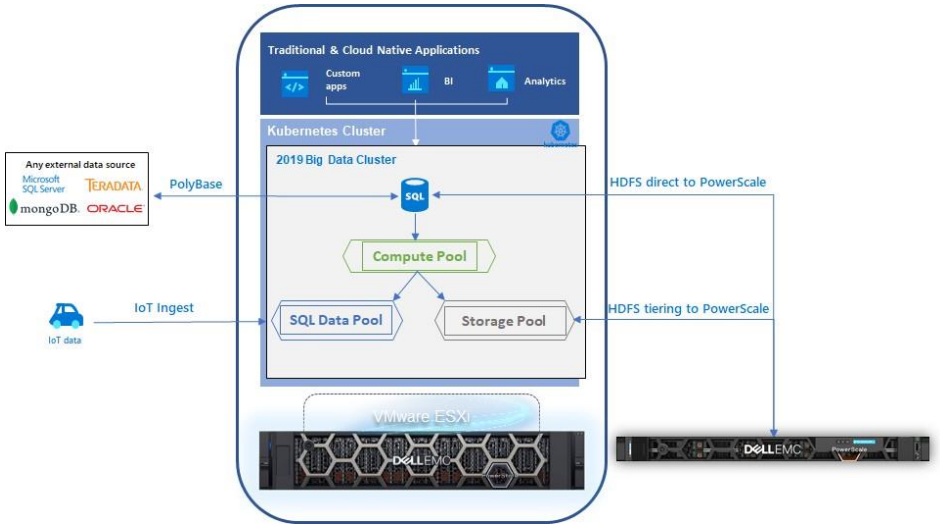 Traditional & Cloud Native Applications
Custom
apps
BI
Analytics
Kubernetes Cluster
kubernetes
2019 Big Data Cluster
Any external data source
Microsoft
SQL Server
TERADATA
mongoDB.
ORACLE
PolyBase
SQL
HDFS direct to PowerScale
Compute Pool
IoT Ingest
IoT data
SQL Data Pool
Storage Pool
HDFS tiering to PowerScale
VMware ESXi
DELLEMC
DELLEMC
PowerScale